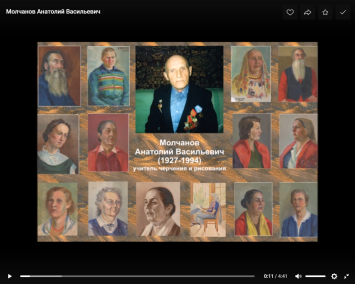 Молчанов Анатолий Васильевич
Молчанов
Анатолий Васильевич
(1927-1994)
учитель черчения и рисования
0:11 / 4:41